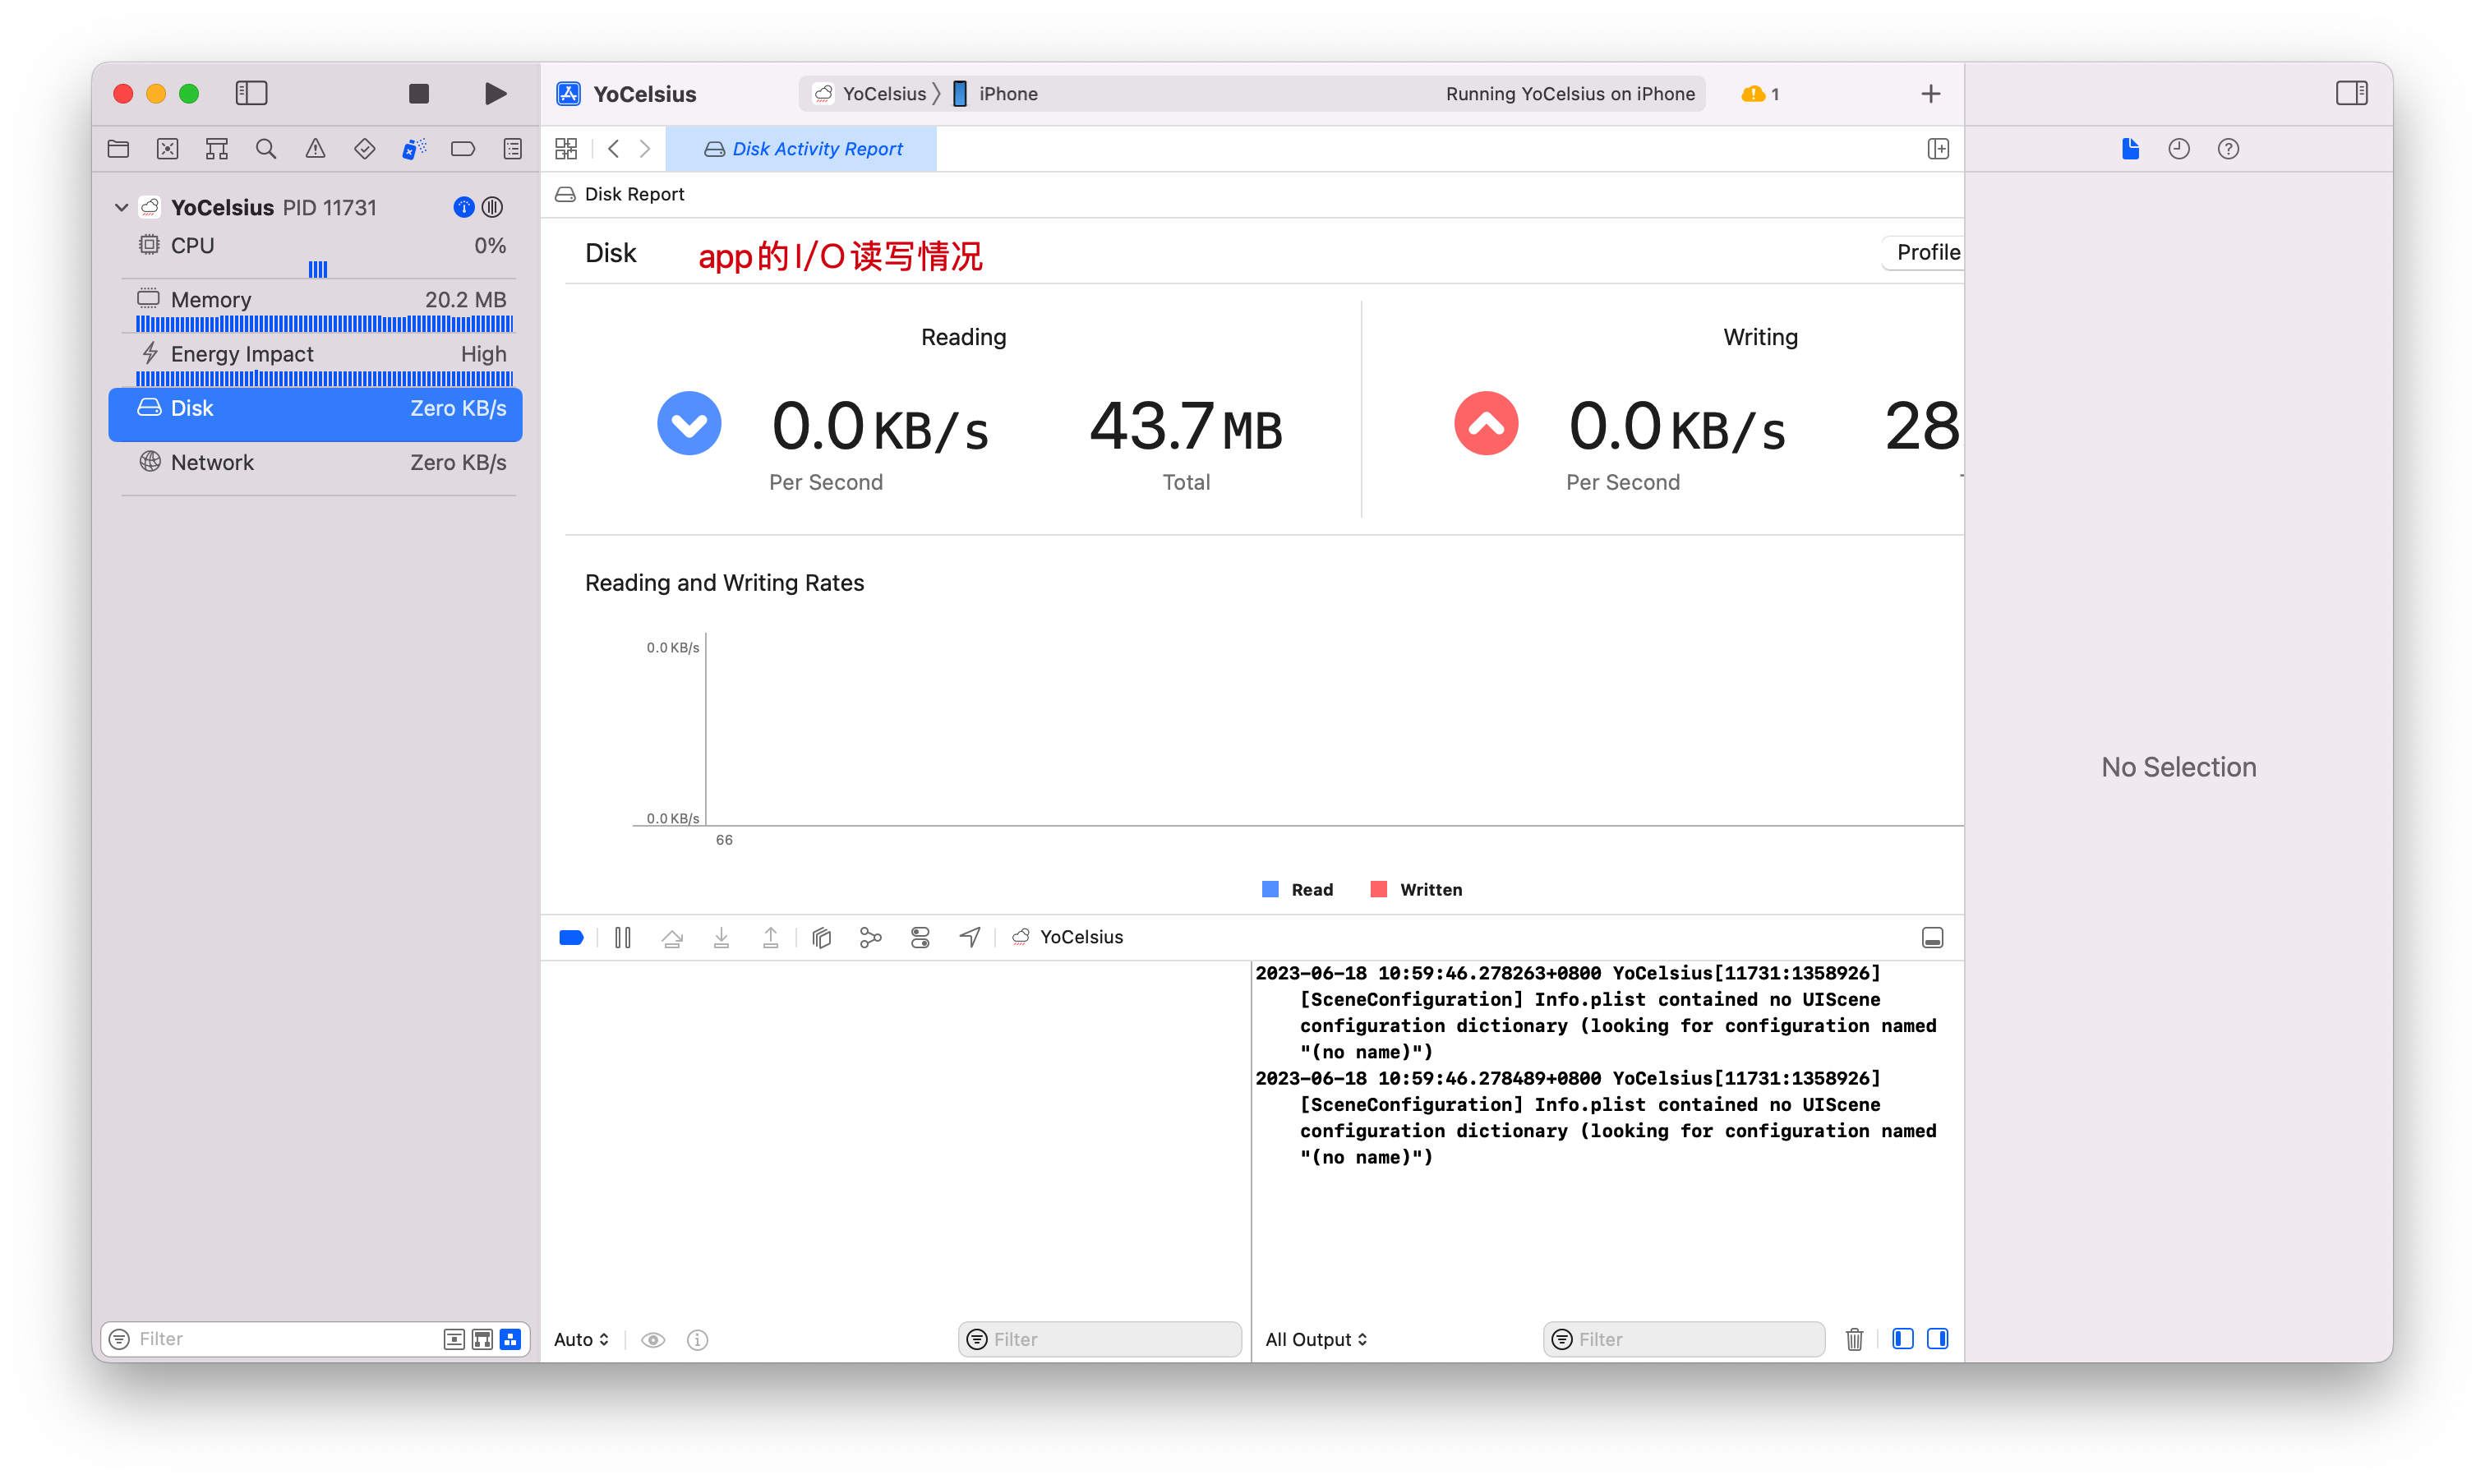 YoCelsius
YoCelsius
iPhone
Running YoCelsius on iPhone
1
Disk Activity Report
Disk Report
YoCelsius PID 11731
CPU 0%
Memory 20.2 MB
Energy Impact High
Disk Zero KB/s
Network Zero KB/s
Disk
app的I/O读写情况
Profile
Reading
Writing
0.0 KB/s
43.7 MB
0.0 KB/s
28
Per Second
Total
Per Second
Reading and Writing Rates
0.0 KB/s
0.0 KB/s
66
Read
Written
No Selection
YoCelsius
2023-06-18 10:59:46.278263+0800 YoCelsius[11731:1358926]
[SceneConfiguration] Info.plist contained no UIScene
configuration dictionary (looking for configuration named
"(no name)")
2023-06-18 10:59:46.278489+0800 YoCelsius[11731:1358926]
[SceneConfiguration] Info.plist contained no UIScene
configuration dictionary (looking for configuration named
"(no name)")
Filter
Auto
Filter
All Output
Filter